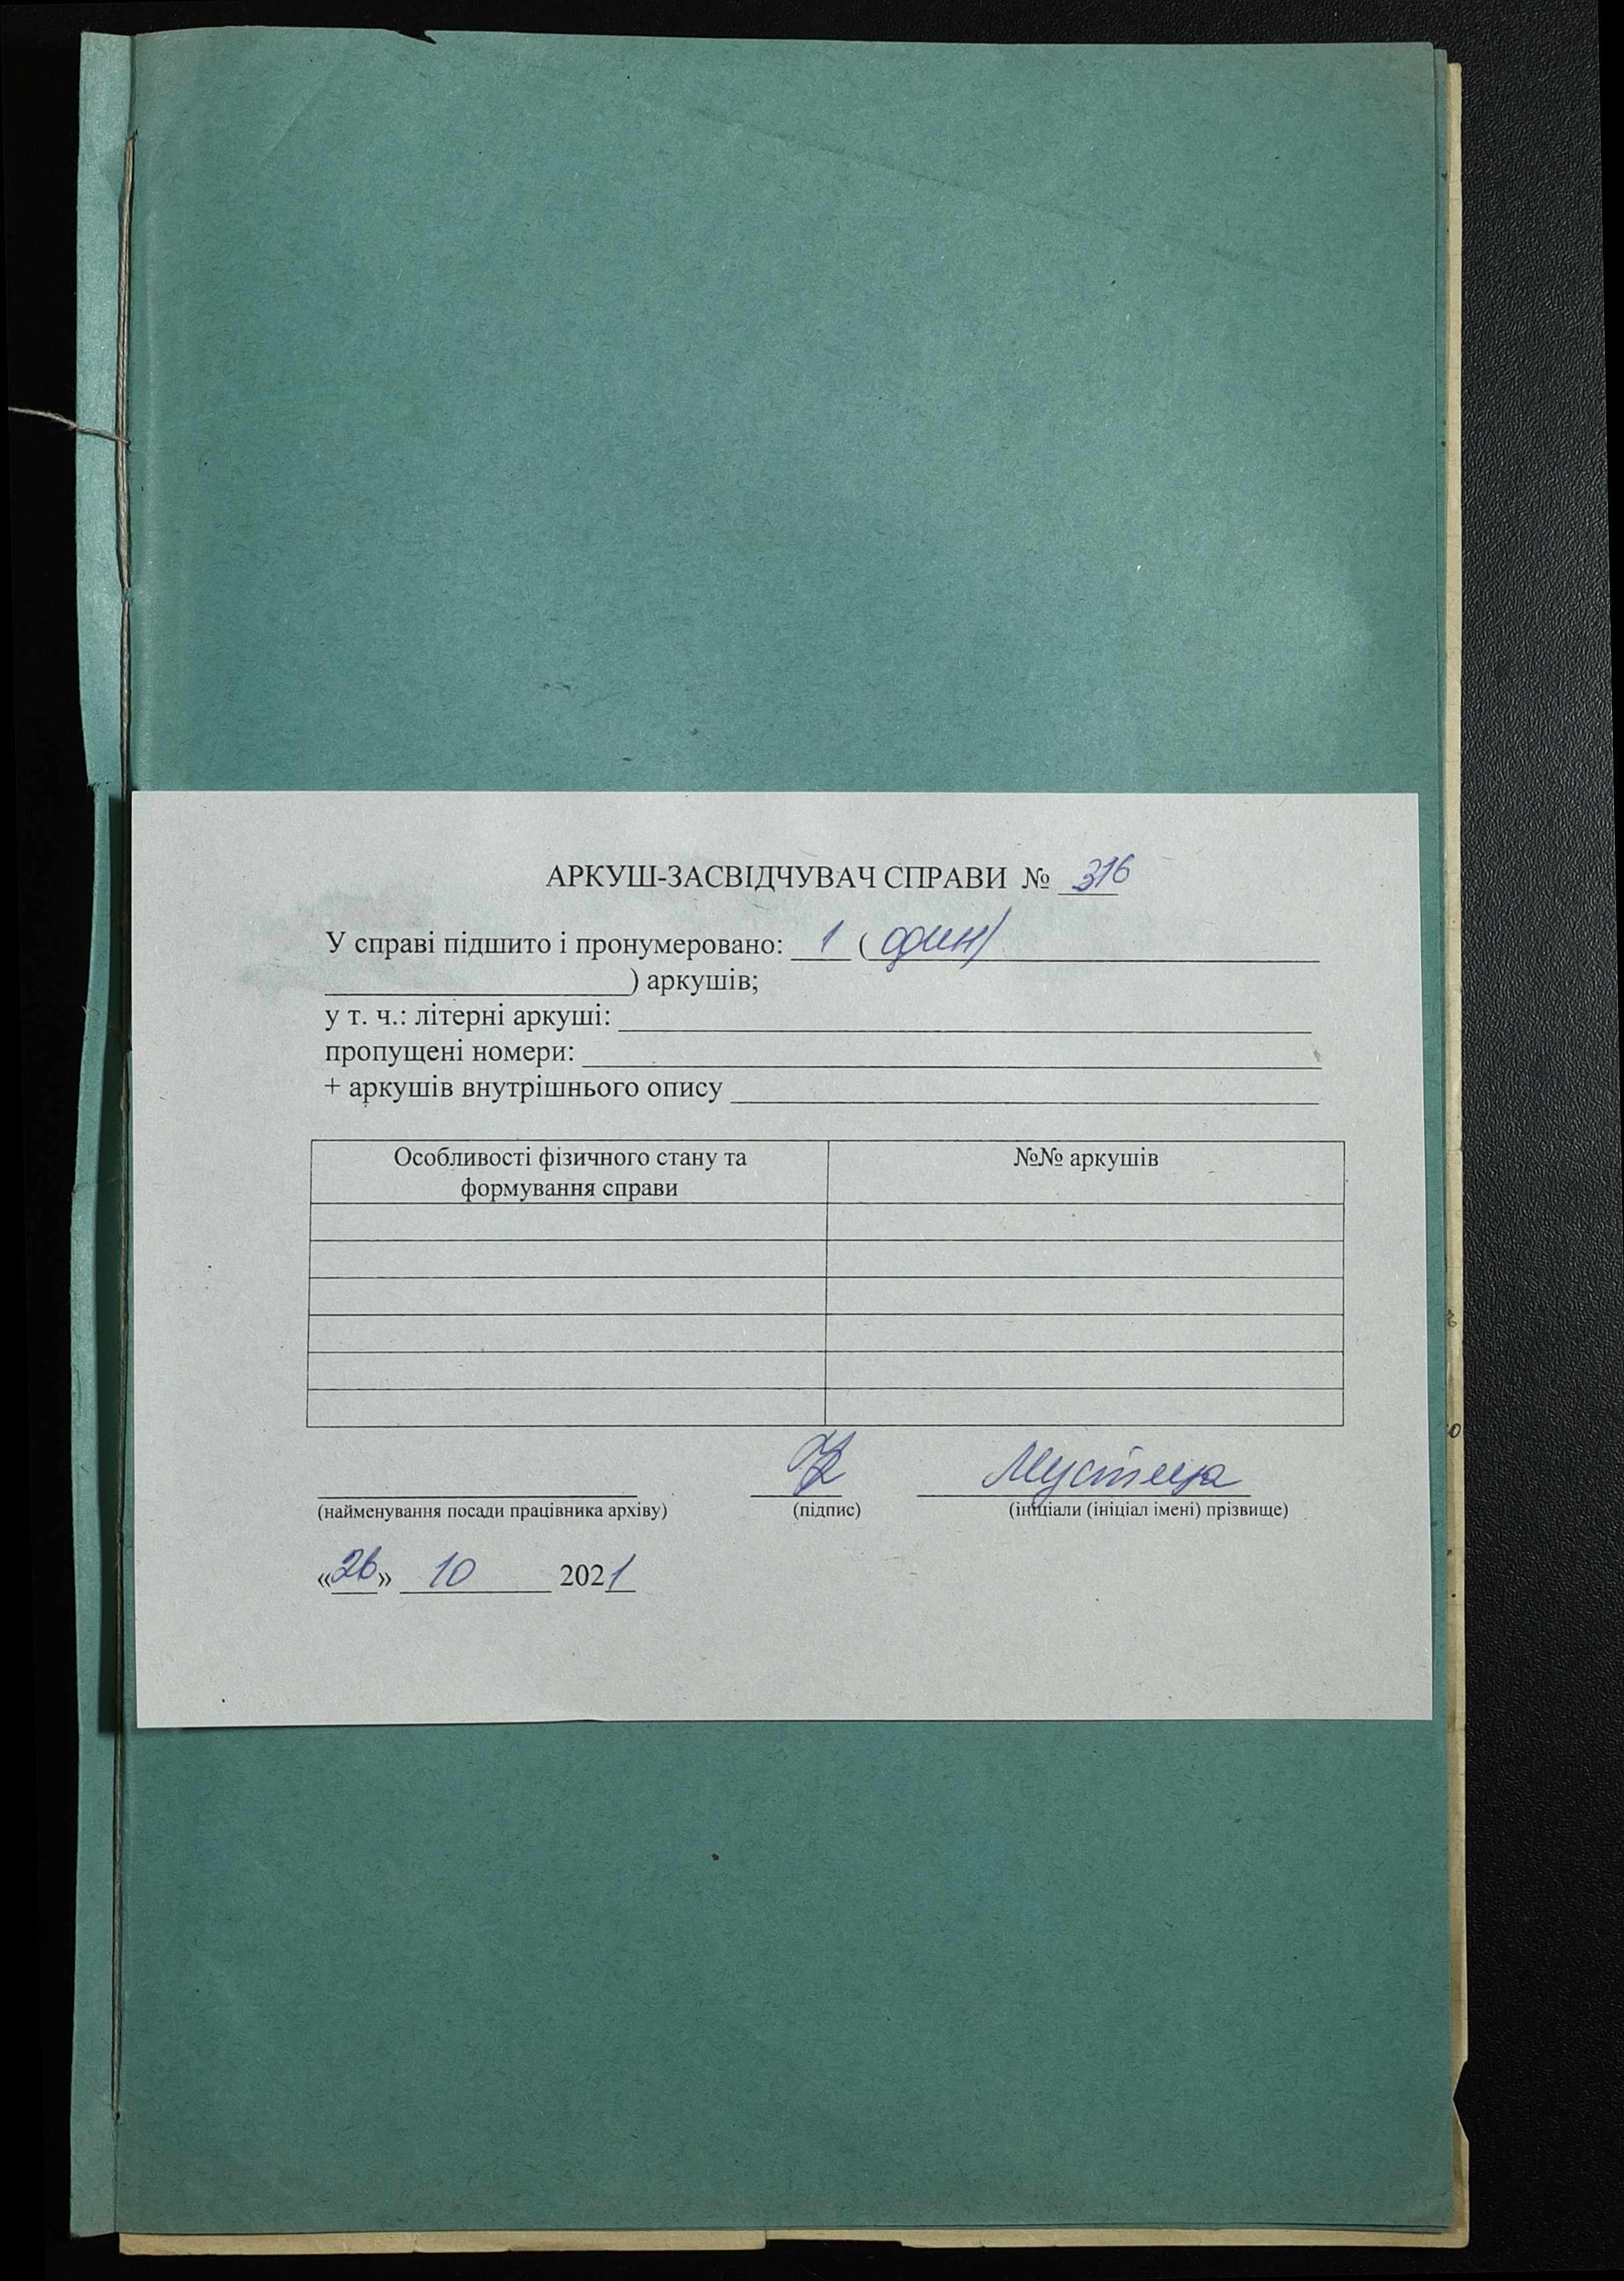 АРКУШ-ЗАСВІДЧУВАЧ СПРАВИ № 316
У справі підшито і пронумеровано: 1 ( один)
) аркушів;
у т. ч.: літерні аркуші:
пропущені номери:
+ аркушів внутрішнього опису
Особливості фізичного стану та
формування справи
№№ аркушів
Мустеца
(найменування посади працівника архіву) (підпис) (ініціали (ініціал імені) прізвище)
«26» 10 2021